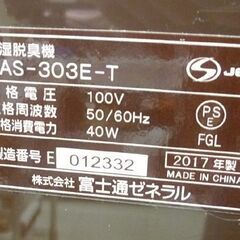 湿脱臭機
AS-303E-T
格電圧 100V
格周波数 50/60Hz
格消費電力 40W
PS
E
FGL
製造番号 E 012332
2017年製
MADE IN CHINA
株式会社 富士通ゼネラル